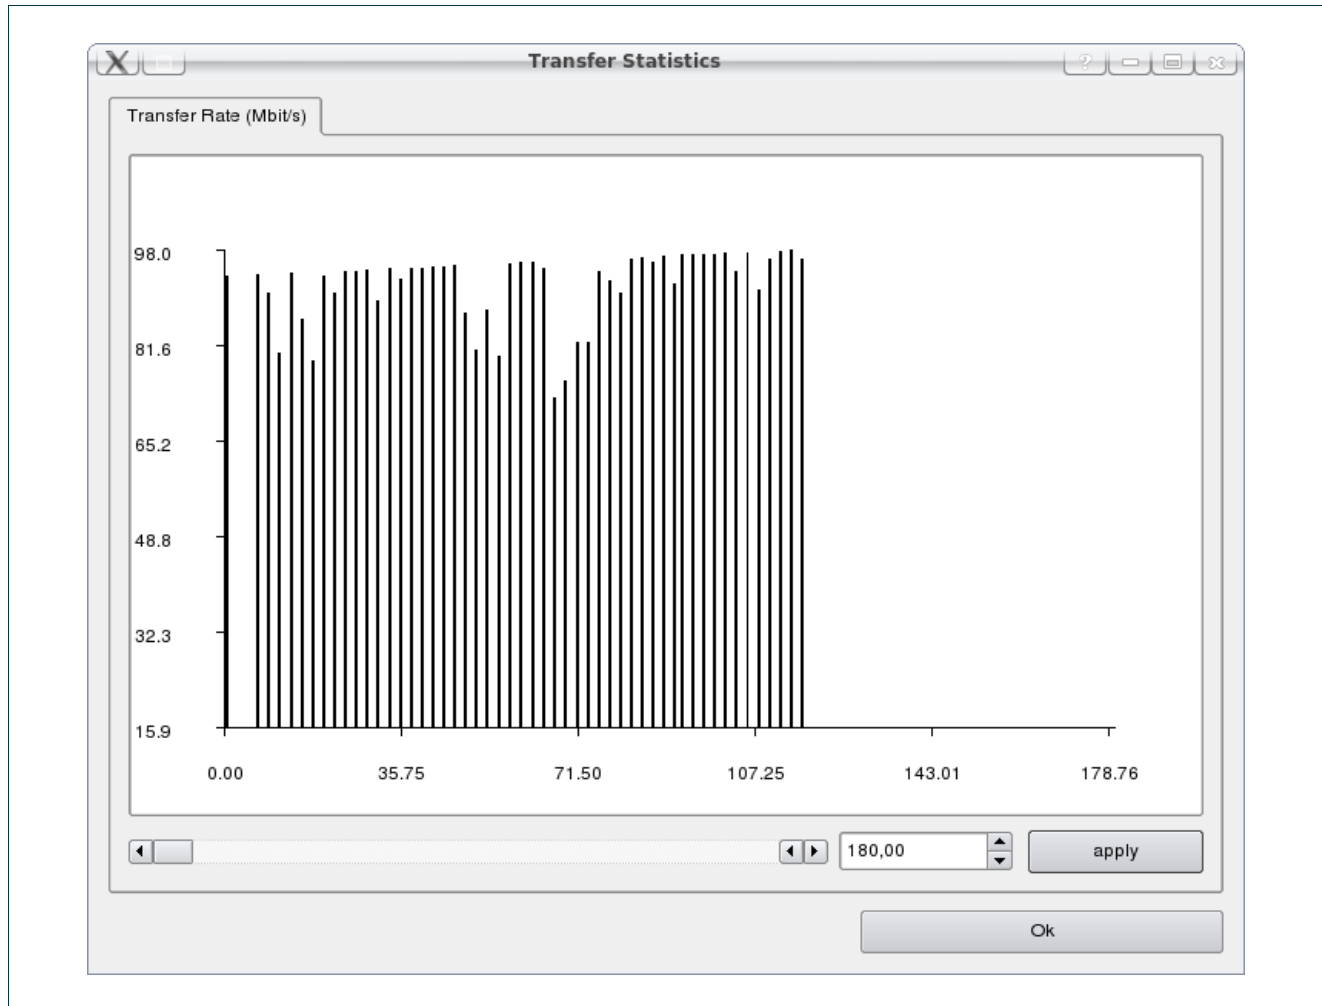 Transfer Statistics
Transfer Rate (Mbit/s)
98.0
81.6
65.2
48.8
32.3
15.9
0.00 35.75 71.50 107.25 143.01 178.76
180,00 apply
Ok